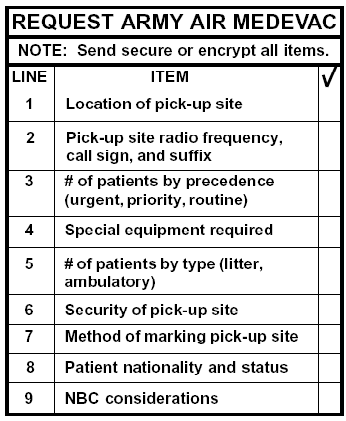 REQUEST ARMY AIR MEDEVAC
NOTE: Send secure or encrypt all items.
LINE ITEM √
1 Location of pick-up site
2 Pick-up site radio frequency,
call sign, and suffix
3 # of patients by precedence
(urgent, priority, routine)
4 Special equipment required
5 # of patients by type (litter,
ambulatory)
6 Security of pick-up site
7 Method of marking pick-up site
8 Patient nationality and status
9 NBC considerations